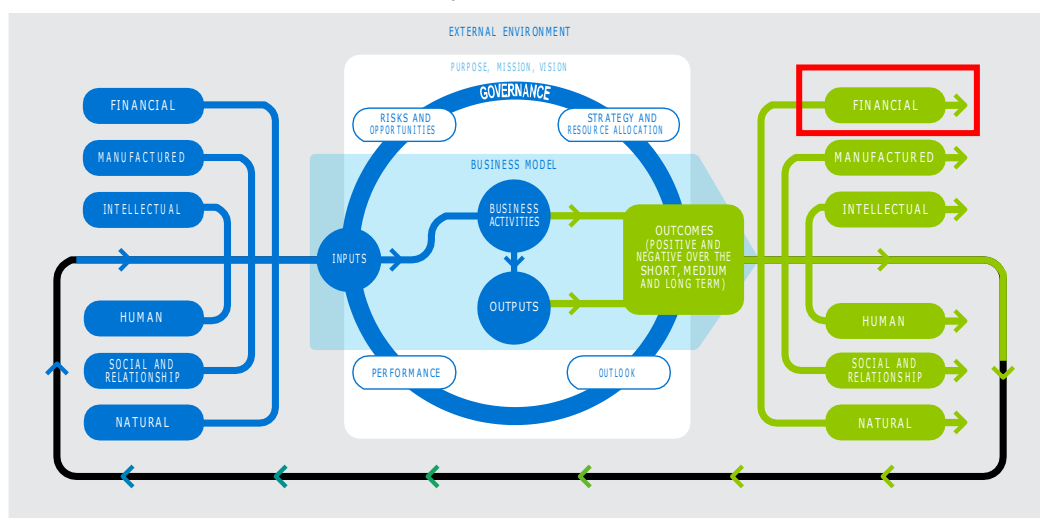 EXTERNAL ENVIRONMENT
PURPOSE, MISSION, VISION
GOVERNANCE
FINANCIAL
MANUFACTURED
INTELLECTUAL
HUMAN
SOCIAL AND
RELATIONSHIP
NATURAL
RISKS AND
OPPORTUNITIES
STRATEGY AND
RESOURCE ALLOCATION
BUSINESS MODEL
INPUTS
BUSINESS
ACTIVITIES
OUTPUTS
OUTCOMES
(POSITIVE AND
NEGATIVE OVER THE
SHORT, MEDIUM
AND LONG TERM)
PERFORMANCE
OUTLOOK
FINANCIAL
MANUFACTURED
INTELLECTUAL
HUMAN
SOCIAL AND
RELATIONSHIP
NATURAL